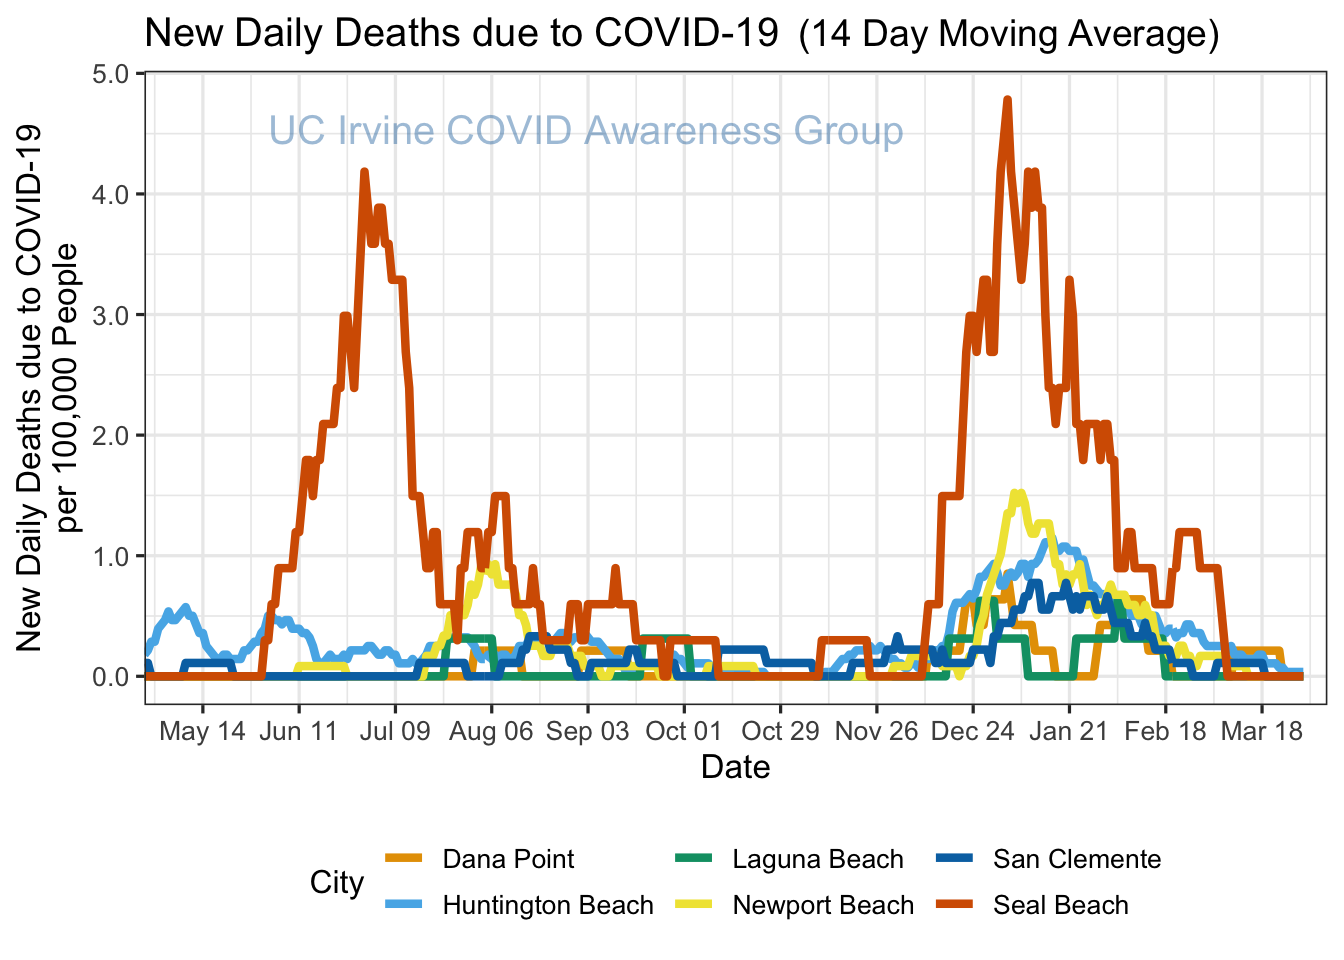 New Daily Deaths due to COVID-19 (14 Day Moving Average)
UC Irvine COVID Awareness Group
New Daily Deaths due to COVID-19
per 100,000 People
5.0
4.0
3.0
2.0
1.0
0.0
May 14 Jun 11 Jul 09 Aug 06 Sep 03 Oct 01 Oct 29 Nov 26 Dec 24 Jan 21 Feb 18 Mar 18
Date
City
Dana Point Laguna Beach San Clemente
Huntington Beach Newport Beach Seal Beach